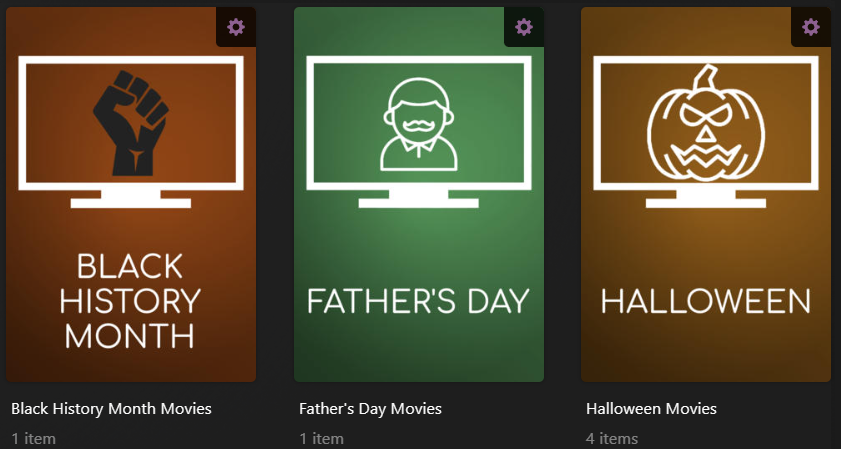 BLACK
HISTORY
MONTH
Black History Month Movies
1 item
FATHER'S DAY
Father's Day Movies
1 item
HALLOWEEN
Halloween Movies
4 items